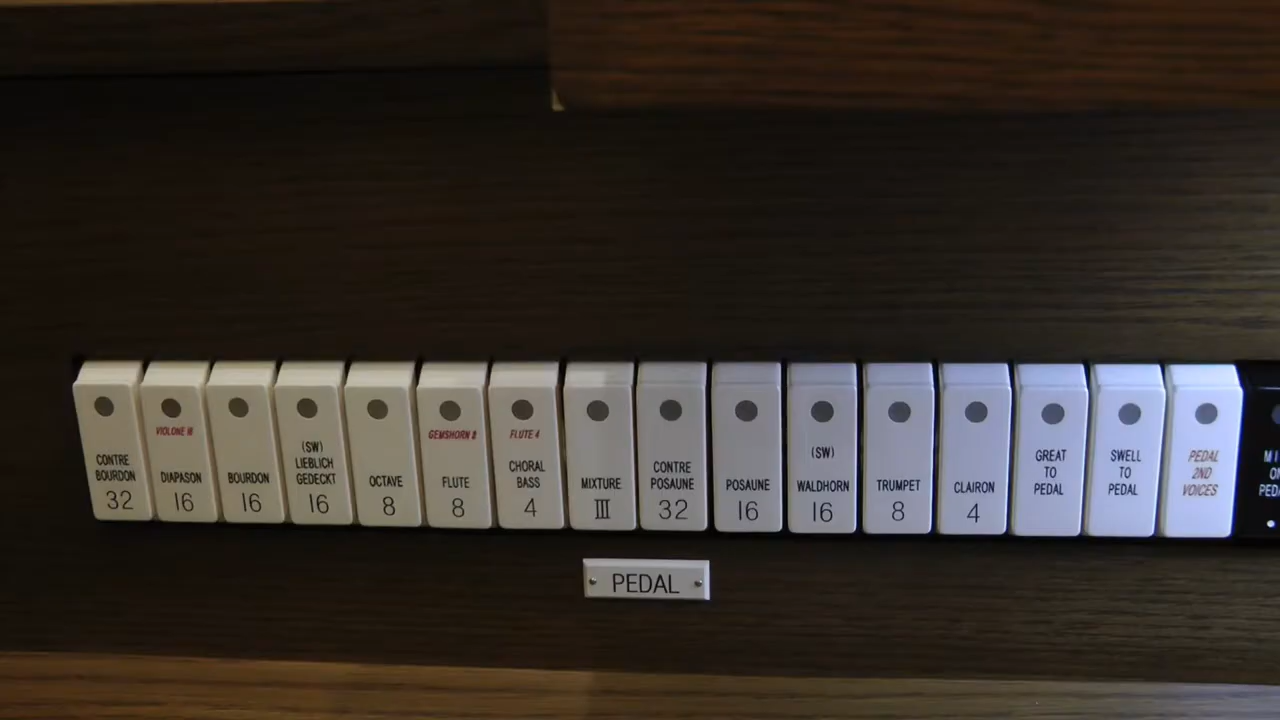 CONTRE
BOURDON
32
VIOLONE 16
DIAPASON
16
BOURDON
16
(SW)
LIEBLICH
GEDECKT
16
OCTAVE
8
GEMSHORN 8
FLUTE
8
FLUTE 4
CHORAL
BASS
4
MIXTURE
III
CONTRE
POSAUNE
32
POSAUNE
16
(SW)
WALDHORN
16
TRUMPET
8
CLAIRON
4
GREAT
TO
PEDAL
SWELL
TO
PEDAL
PEDAL
2ND
VOICES
PEDAL